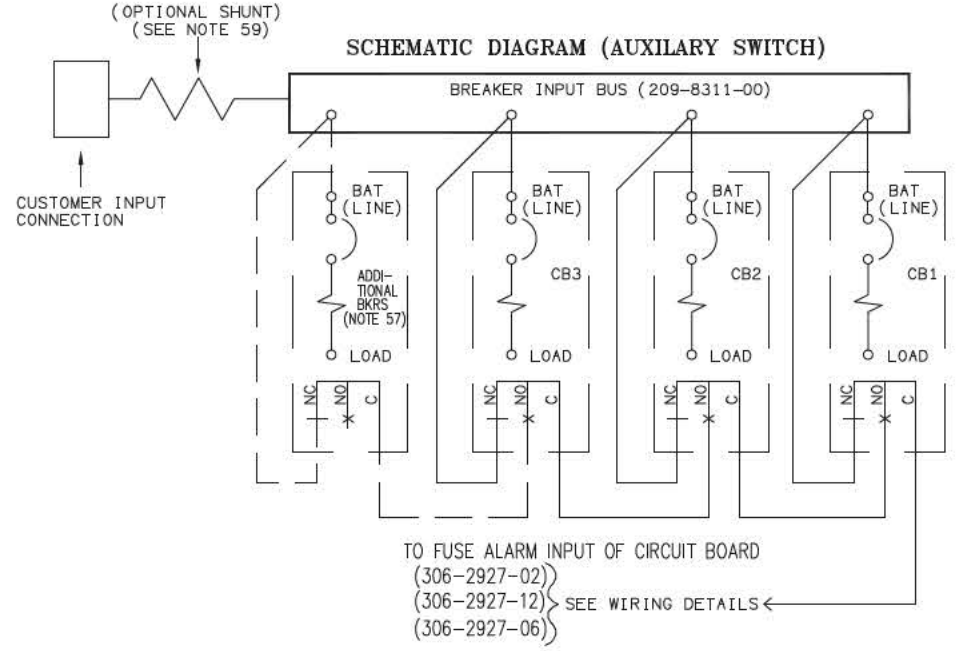 (OPTIONAL SHUNT)
(SEE NOTE 59)
SCHEMATIC DIAGRAM (AUXILARY SWITCH)
BREAKER INPUT BUS (209-8311-00)
CUSTOMER INPUT
CONNECTION
BAT
(LINE)
ADDI-
TIONAL
BKRS
(NOTE 57)
LOAD
NC
NO
C
BAT
(LINE)
CB3
LOAD
NC
NO
C
BAT
(LINE)
CB2
LOAD
NC
NO
C
BAT
(LINE)
CB1
LOAD
NC
NO
C
TO FUSE ALARM INPUT OF CIRCUIT BOARD
(306-2927-02)
(306-2927-12) SEE WIRING DETAILS
(306-2927-06)